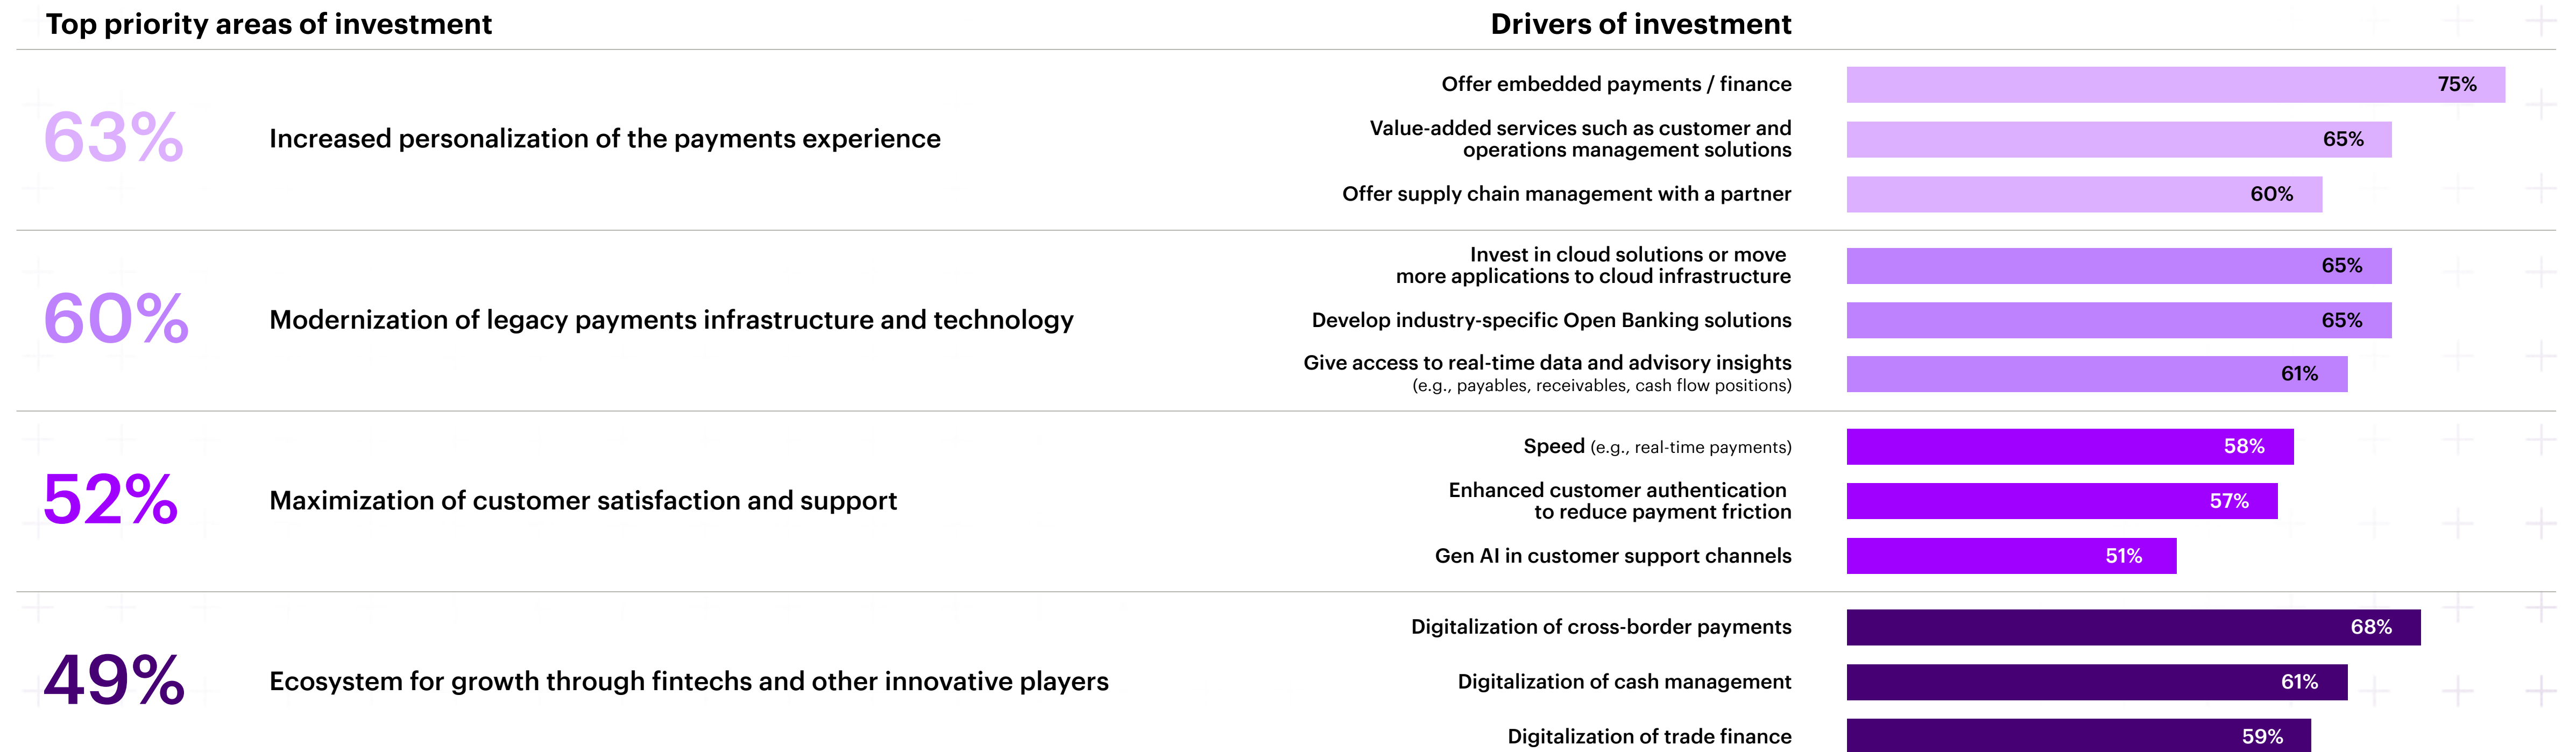 Top priority areas of investment
Drivers of investment
63%
Increased personalization of the payments experience
Offer embedded payments / finance
75%
Value-added services such as customer and
operations management solutions
65%
Offer supply chain management with a partner
60%
60%
Modernization of legacy payments infrastructure and technology
Invest in cloud solutions or move
more applications to cloud infrastructure
65%
Develop industry-specific Open Banking solutions
65%
Give access to real-time data and advisory insights
(e.g., payables, receivables, cash flow positions)
61%
52%
Maximization of customer satisfaction and support
Speed (e.g., real-time payments)
58%
Enhanced customer authentication
to reduce payment friction
57%
Gen AI in customer support channels
51%
49%
Ecosystem for growth through fintechs and other innovative players
Digitalization of cross-border payments
68%
Digitalization of cash management
61%
Digitalization of trade finance
59%